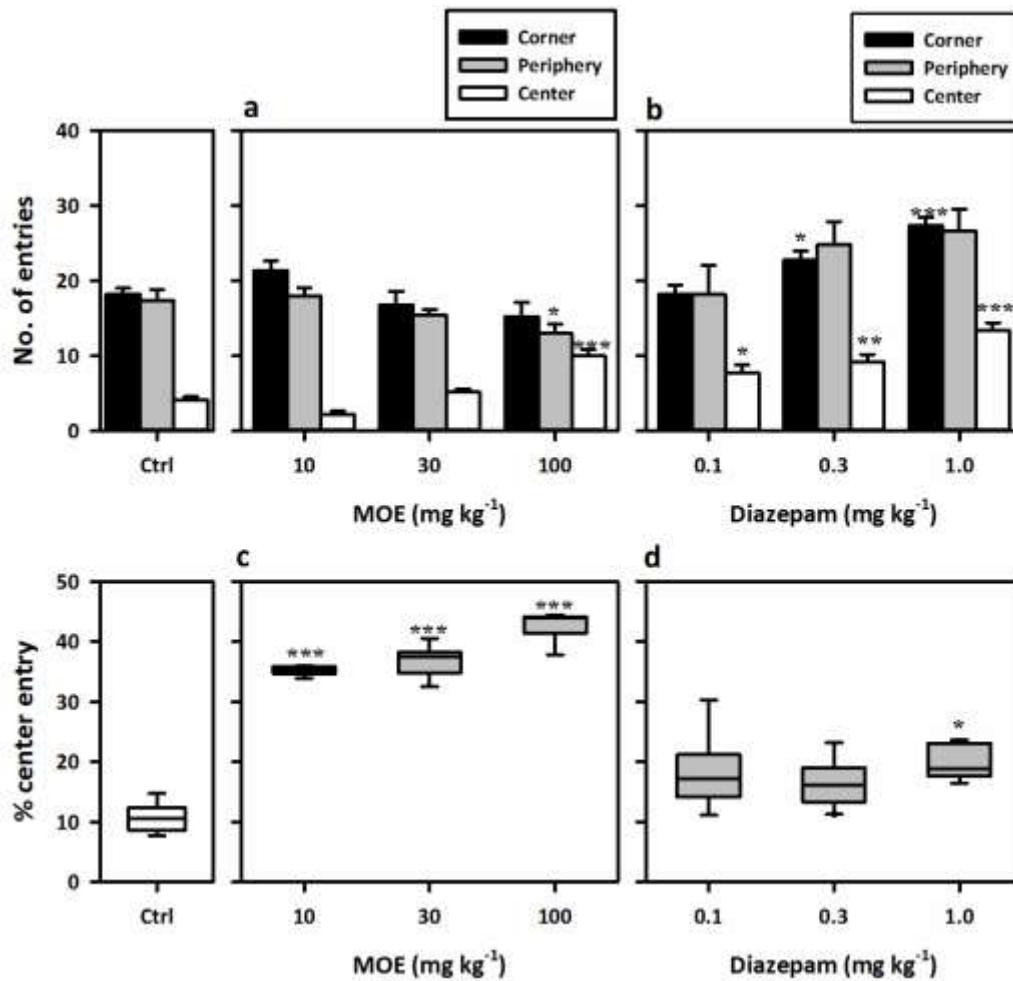 Corner
Periphery
Center
Corner
Periphery
Center
a
b
No. of entries
40
30
20
10
0
*
***
*
*
**
***
***
Ctrl
10 30 100
0.1 0.3 1.0
MOE (mg kg⁻¹)
Diazepam (mg kg⁻¹)
c
d
% center entry
50
40
30
20
10
0
***
***
***
*
Ctrl
10 30 100
0.1 0.3 1.0
MOE (mg kg⁻¹)
Diazepam (mg kg⁻¹)